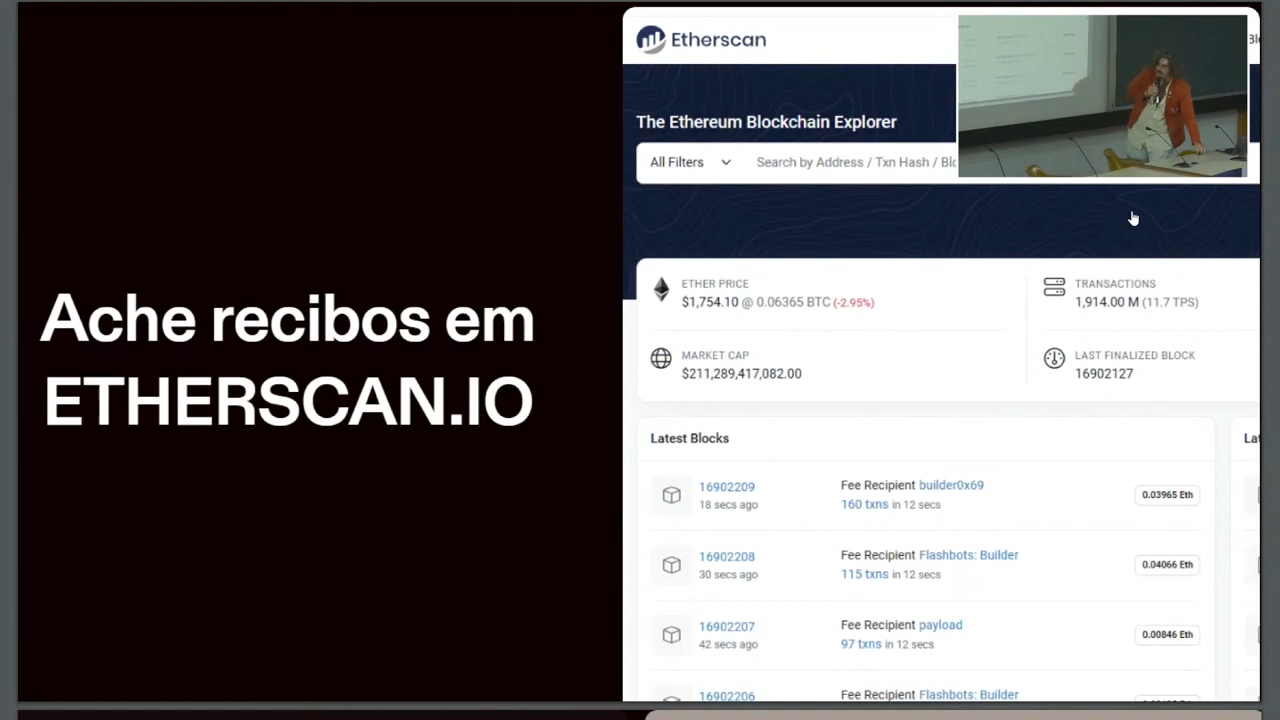 Ache recibos em
ETHERSCAN.IO
Etherscan
The Ethereum Blockchain Explorer
All Filters
Search by Address / Txn Hash /
ETHER PRICE
$1,754.10 @ 0.06365 BTC (-2.95%)
TRANSACTIONS
1,914.00 M (11.7 TPS)
MARKET CAP
$211,289,417,082.00
LAST FINALIZED BLOCK
16902127
Latest Blocks
16902209
18 secs ago
Fee Recipient builder0x69
160 txns in 12 secs
0.03965 Eth
16902208
30 secs ago
Fee Recipient Flashbots: Builder
115 txns in 12 secs
0.04066 Eth
16902207
42 secs ago
Fee Recipient payload
97 txns in 12 secs
0.00846 Eth
16902206
Fee Recipient Flashbots: Builder